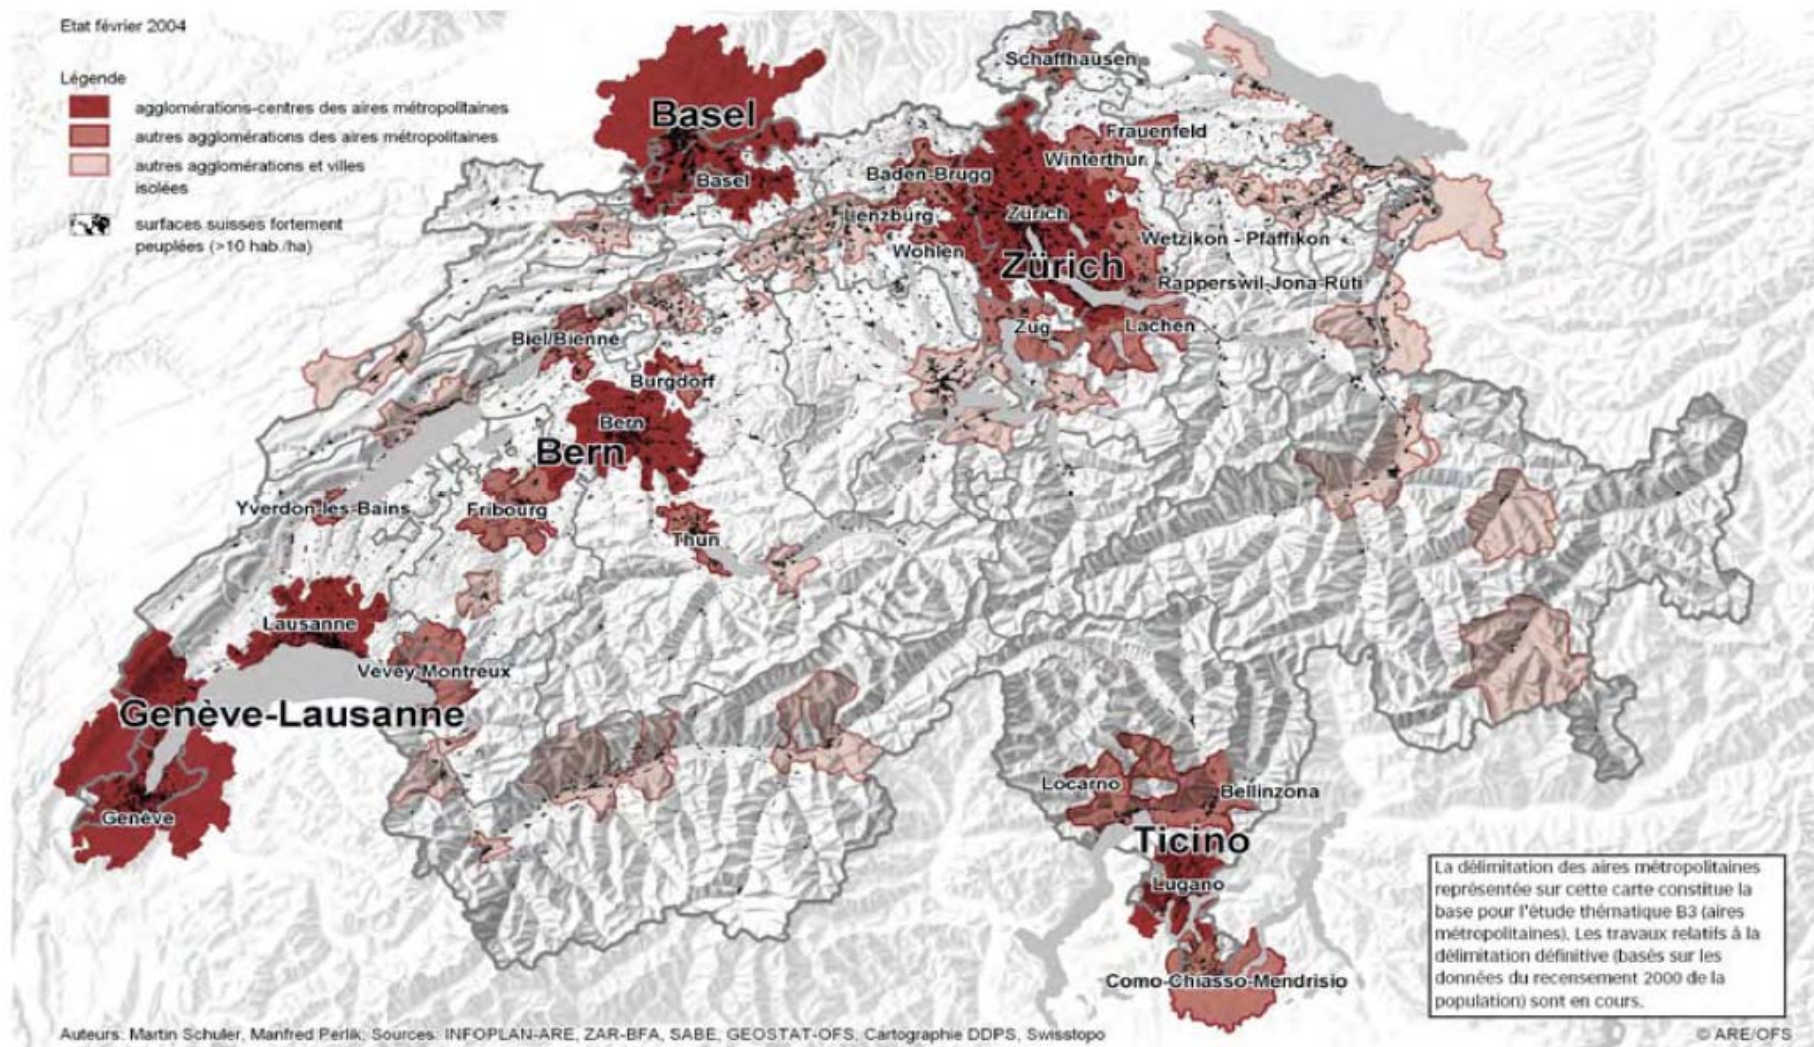 Etat février 2004
Légende
agglomérations-centres des aires métropolitaines
autres agglomérations des aires métropolitaines
autres agglomérations et villes
isolées
surfaces suisses fortement
peuplées (>10 hab./ha)
Schaffhausen
Basel
Frauenfeld
Winterthur
Baden-Brugg
Basel
Lenzburg
Zürich
Wetzikon - Pfäffikon
Wohlen
Zürich
Rapperswil-Jona-Rüti
Zug
Lachen
Biel/Bienne
Burgdorf
Bern
Bern
Yverdon-les-Bains
Fribourg
Thun
Lausanne
Vevey-Montreux
Genève-Lausanne
Genève
Locarno
Bellinzona
Ticino
Lugano
Como-Chiasso-Mendrisio
La délimitation des aires métropolitaines
représentée sur cette carte constitue la
base pour l'étude thématique B3 (aires
métropolitaines). Les travaux relatifs à la
délimitation définitive (basés sur les
données du recensement 2000 de la
population) sont en cours.
Auteurs: Martin Schuler, Manfred Perlik; Sources: INFOPLAN-ARE, ZAR-BFA, SABE, GEOSTAT-OFS, Cartographie DDPS, Swisstopo
© ARE/OFS